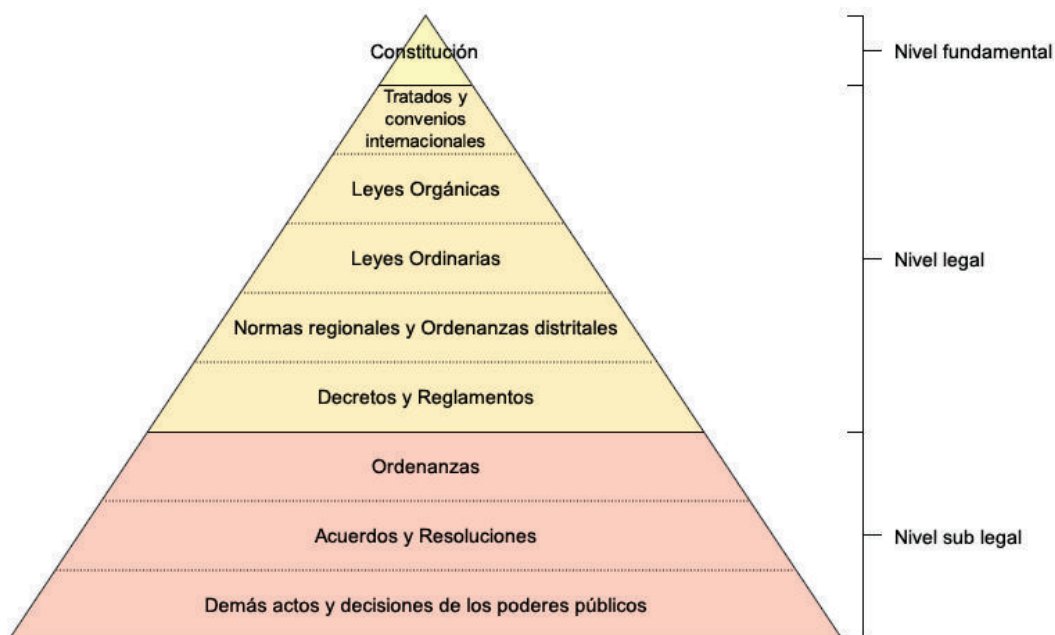 Constitución
Nivel fundamental
Tratados y
convenios
internacionales
Leyes Orgánicas
Leyes Ordinarias
Nivel legal
Normas regionales y Ordenanzas distritales
Decretos y Reglamentos
Ordenanzas
Acuerdos y Resoluciones
Nivel sub legal
Demás actos y decisiones de los poderes públicos